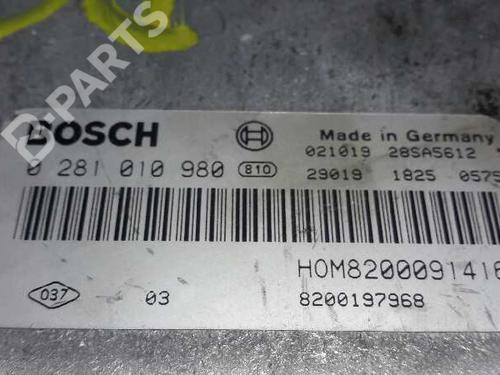 D-PARTS
BOSCH
Made in Germany
0 281 010 980 810
021019 28SA5612
29019 1825 0575
HOM8200091416
037 03
8200197968